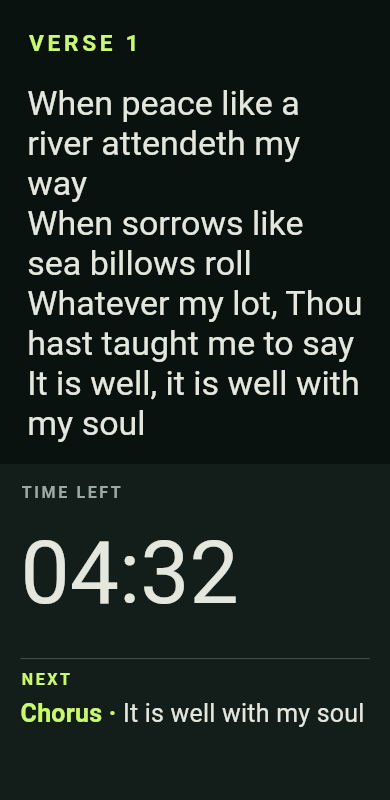 VERSE 1
When peace like a
river attendeth my
way
When sorrows like
sea billows roll
Whatever my lot, Thou
hast taught me to say
It is well, it is well with
my soul
TIME LEFT
04:32
NEXT
Chorus · It is well with my soul